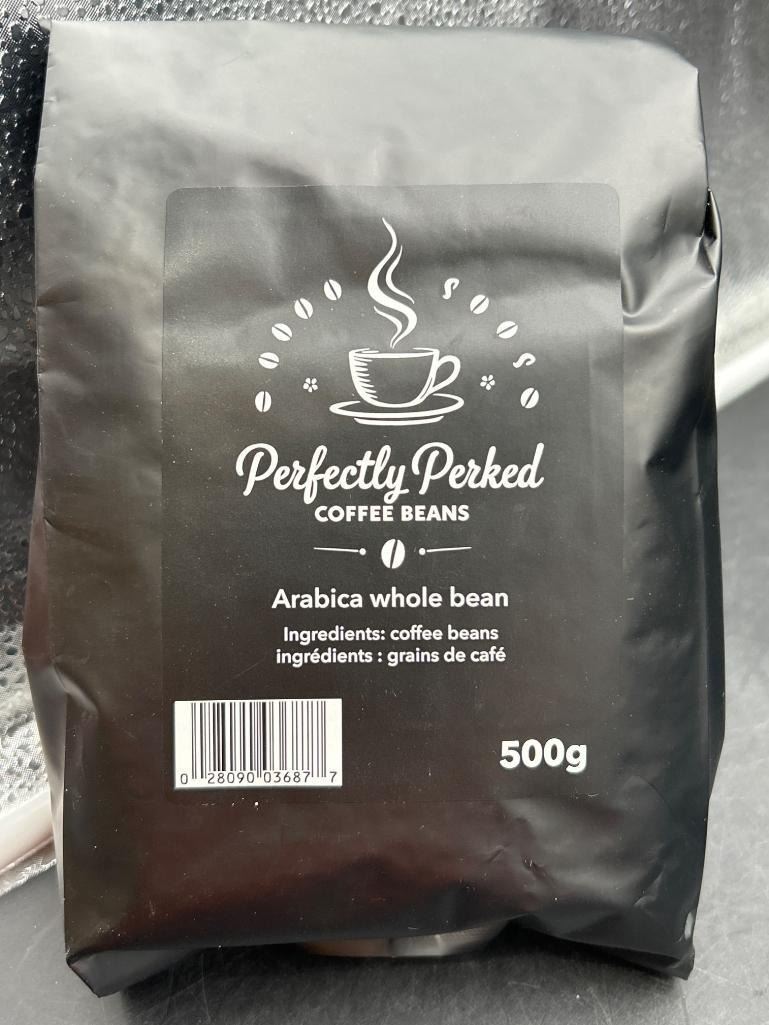 Perfectly Perked
COFFEE BEANS
Arabica whole bean
Ingredients: coffee beans
ingrédients : grains de café
500g
0 28090 03687 7